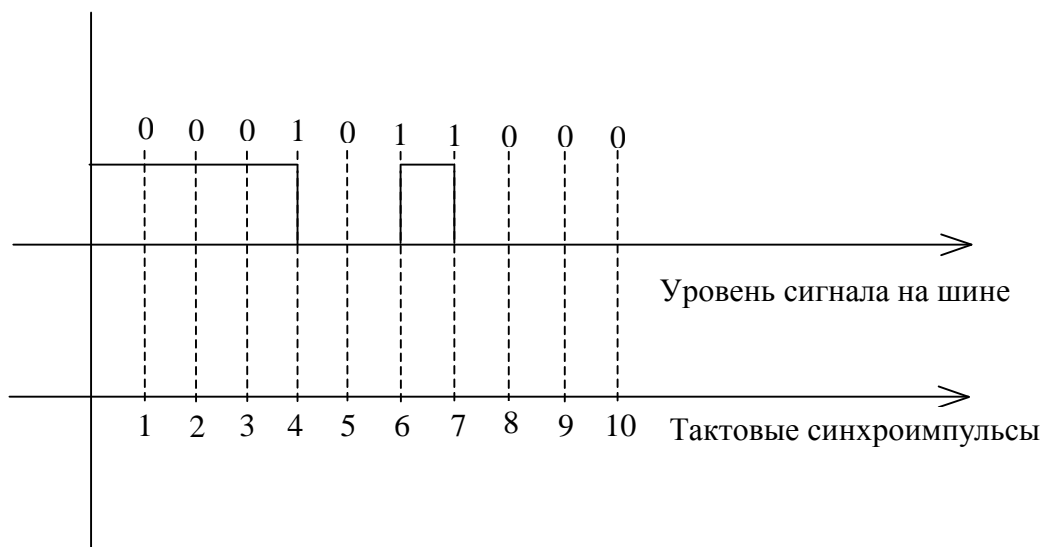 0 0 0 1 0 1 1 0 0 0
Уровень сигнала на шине
1 2 3 4 5 6 7 8 9 10
Тактовые синхроимпульсы